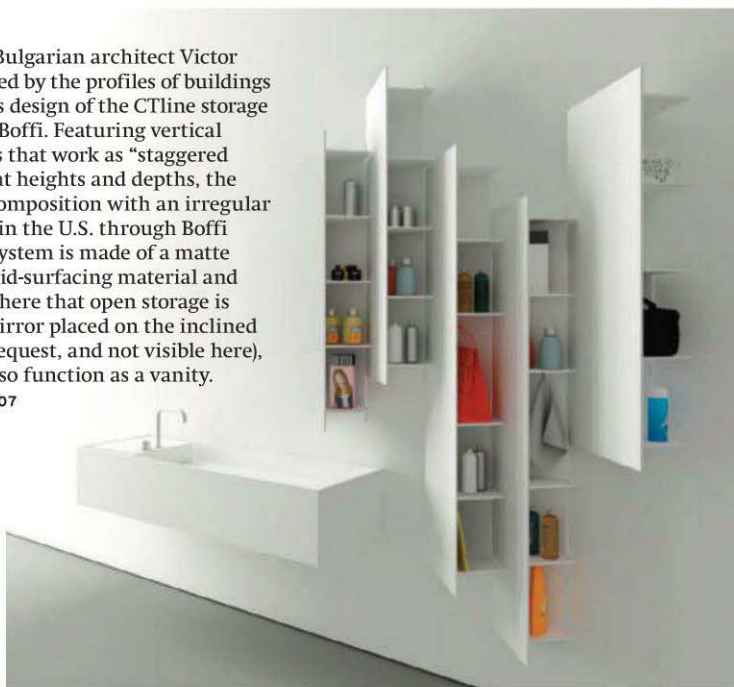 Bulgarian architect Victor
ed by the profiles of buildings
s design of the CTline storage
Boffi. Featuring vertical
s that work as “staggered
at heights and depths, the
omposition with an irregular
in the U.S. through Boffi
ystem is made of a matte
id-surfacing material and
here that open storage is
irror placed on the inclined
equest, and not visible here),
so function as a vanity.
07